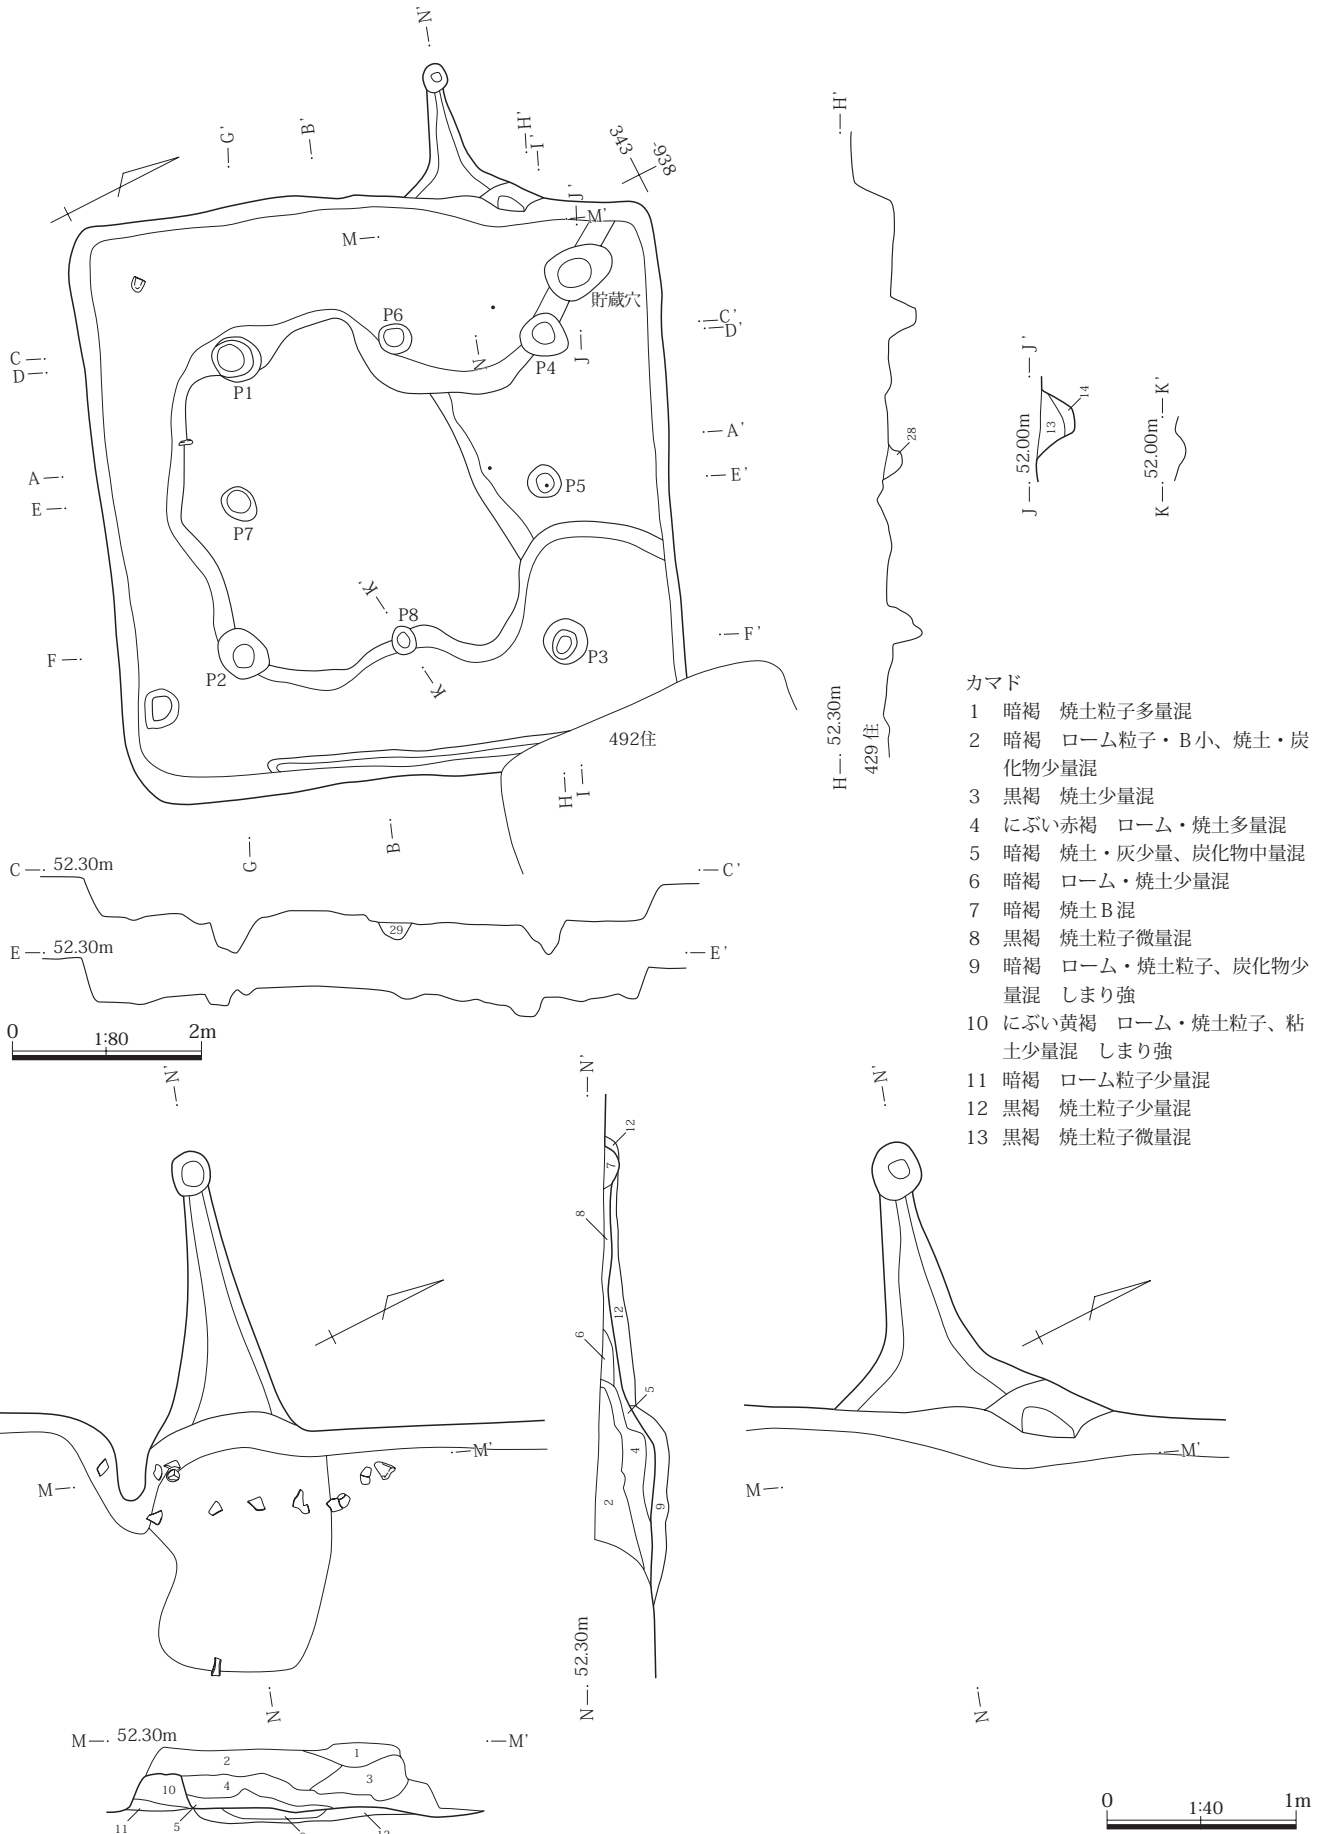 N'
G'
B'
H'
I'
343
-938
J'
M —
— M'
貯蔵穴
P6
C — — C'
D — — D'
P1
N
J
P4
— A'
A —
E — — E'
P5
P7
K'
P8
F — — F'
P2
K
P3
492住
H
I
G
B
H'
28
H — 52.30m
429 住
J'
14
13
J — 52.00m
K'
K — 52.00m
C — 52.30m — C'
29
E — 52.30m — E'
0 1:80 2m
カマド
1 暗褐 焼土粒子多量混
2 暗褐 ローム粒子・B小、焼土・炭
化物少量混
3 黒褐 焼土少量混
4 にぶい赤褐 ローム・焼土多量混
5 暗褐 焼土・灰少量、炭化物中量混
6 暗褐 ローム・焼土少量混
7 暗褐 焼土B混
8 黒褐 焼土粒子微量混
9 暗褐 ローム・焼土粒子、炭化物少
量混 しまり強
10 にぶい黄褐 ローム・焼土粒子、粘
土少量混 しまり強
11 暗褐 ローム粒子少量混
12 黒褐 焼土粒子少量混
13 黒褐 焼土粒子微量混
N'
M — — M'
N
N'
12
7
8
12
6
5
4
2
9
N — 52.30m
N'
M — — M'
N
M — 52.30m — M'
2
1
10
4
3
11
5
0 1:40 1m